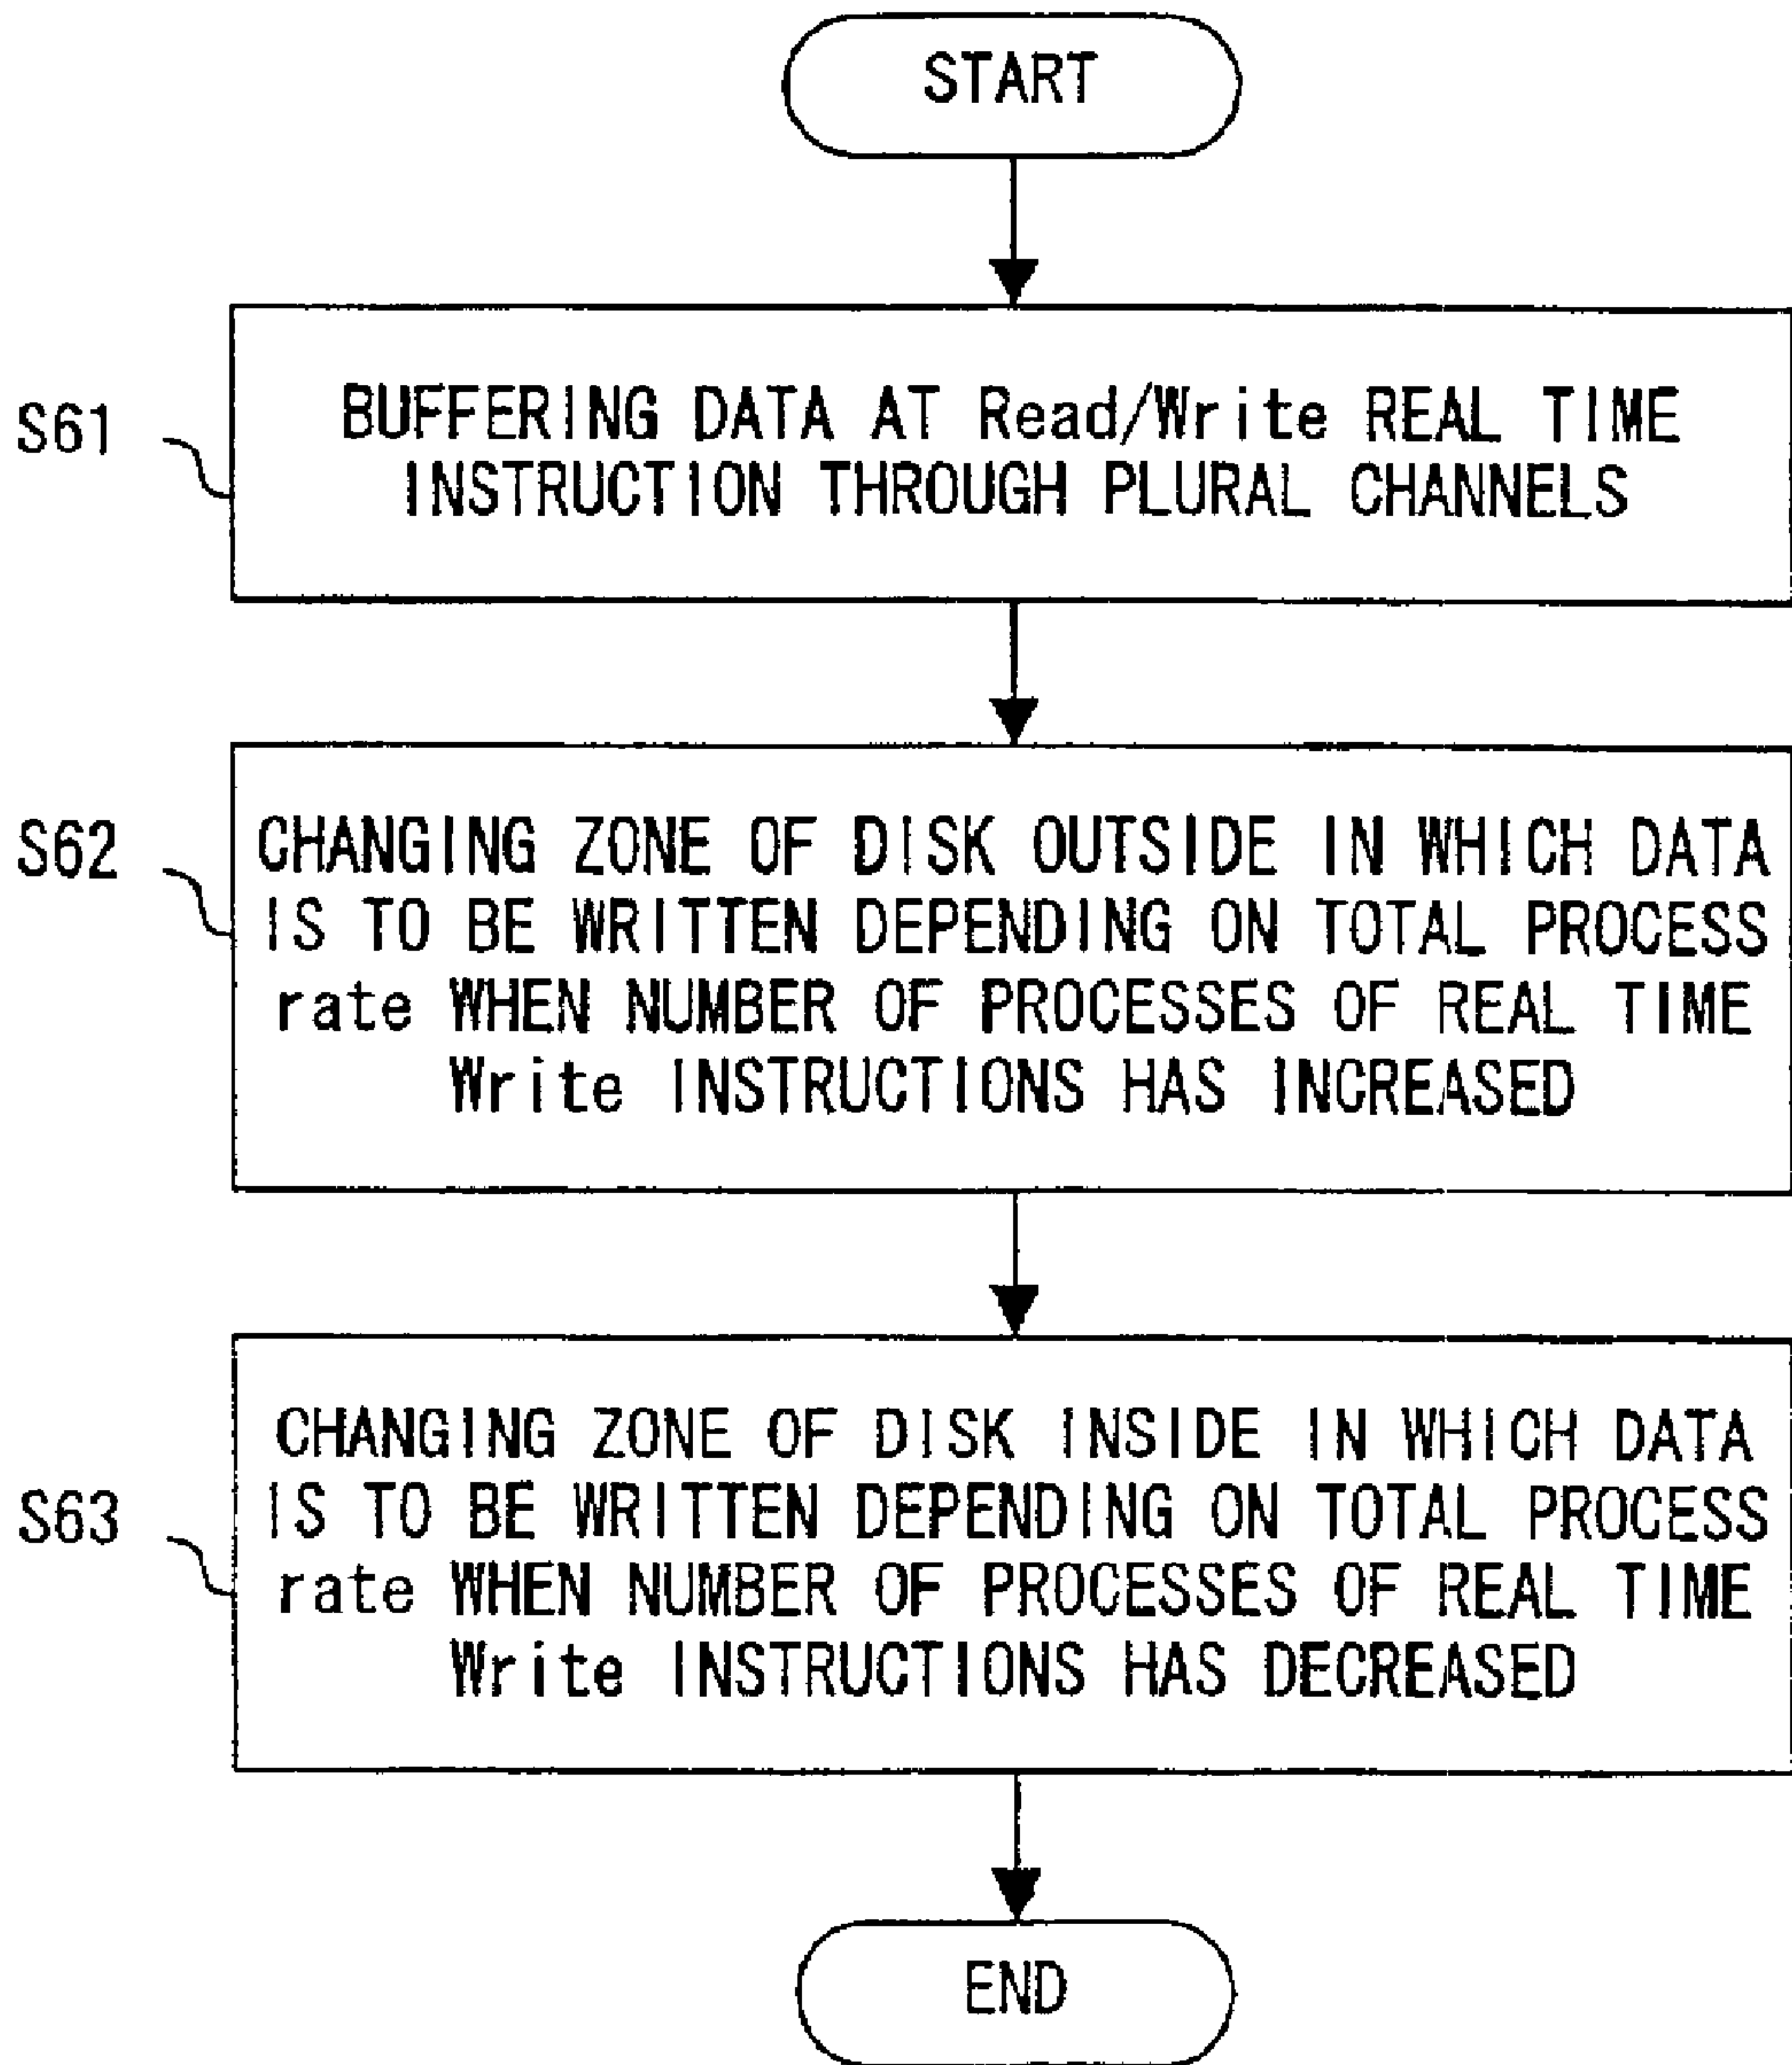 START
S61
BUFFERING DATA AT Read/Write REAL TIME
INSTRUCTION THROUGH PLURAL CHANNELS
S62
CHANGING ZONE OF DISK OUTSIDE IN WHICH DATA
IS TO BE WRITTEN DEPENDING ON TOTAL PROCESS
rate WHEN NUMBER OF PROCESSES OF REAL TIME
Write INSTRUCTIONS HAS INCREASED
S63
CHANGING ZONE OF DISK INSIDE IN WHICH DATA
IS TO BE WRITTEN DEPENDING ON TOTAL PROCESS
rate WHEN NUMBER OF PROCESSES OF REAL TIME
Write INSTRUCTIONS HAS DECREASED
END